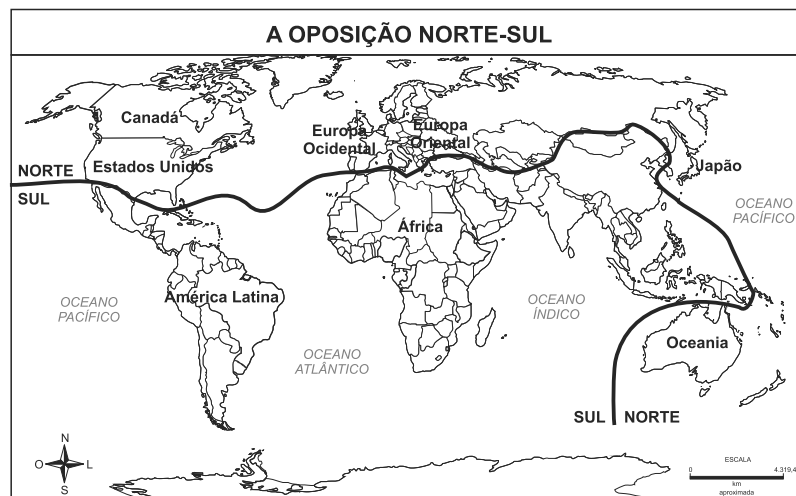 A OPOSIÇÃO NORTE-SUL
Canadá
Europa
Ocidental
Europa
Oriental
NORTE
Estados Unidos
Japão
SUL
OCEANO
PACÍFICO
África
OCEANO
PACÍFICO
América Latina
OCEANO
ÍNDICO
OCEANO
ATLÂNTICO
Oceania
SUL
NORTE
N
O
L
S
ESCALA
0
4.319,4
km
aproximada